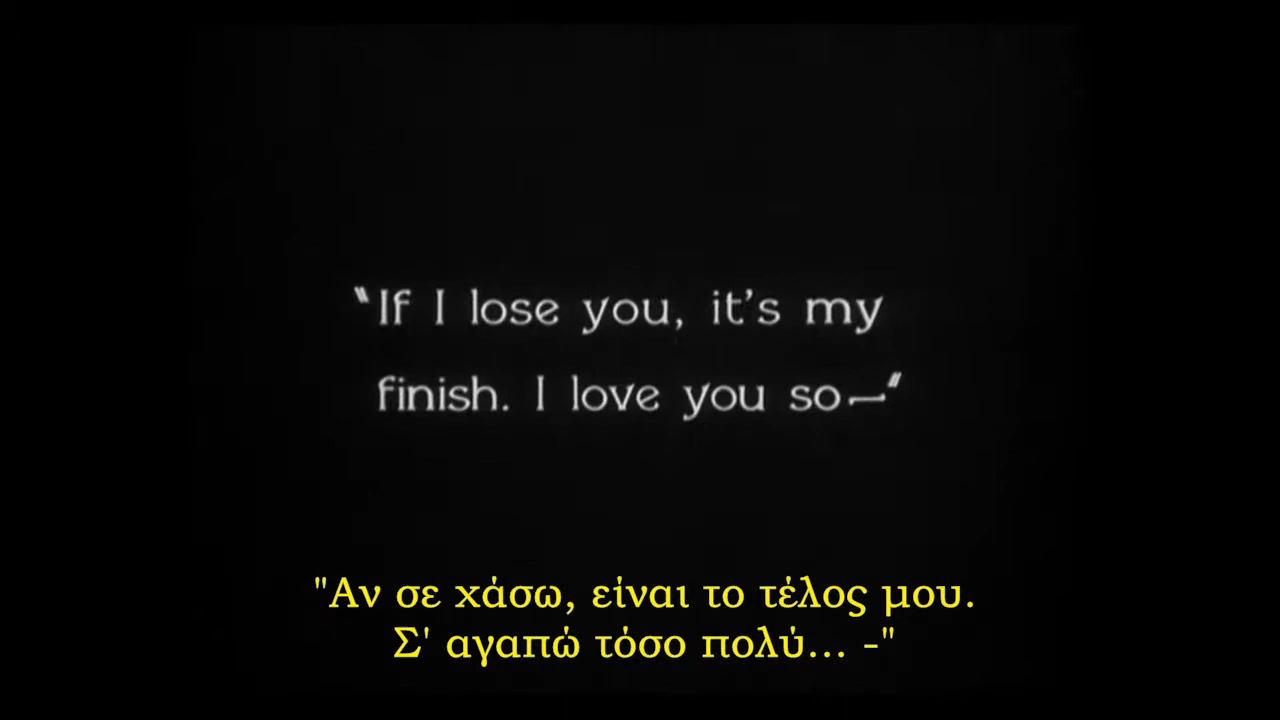 “If I lose you, it's my
finish. I love you so—”
"Αν σε χάσω, είναι το τέλος μου.
Σ' αγαπώ τόσο πολύ... -"